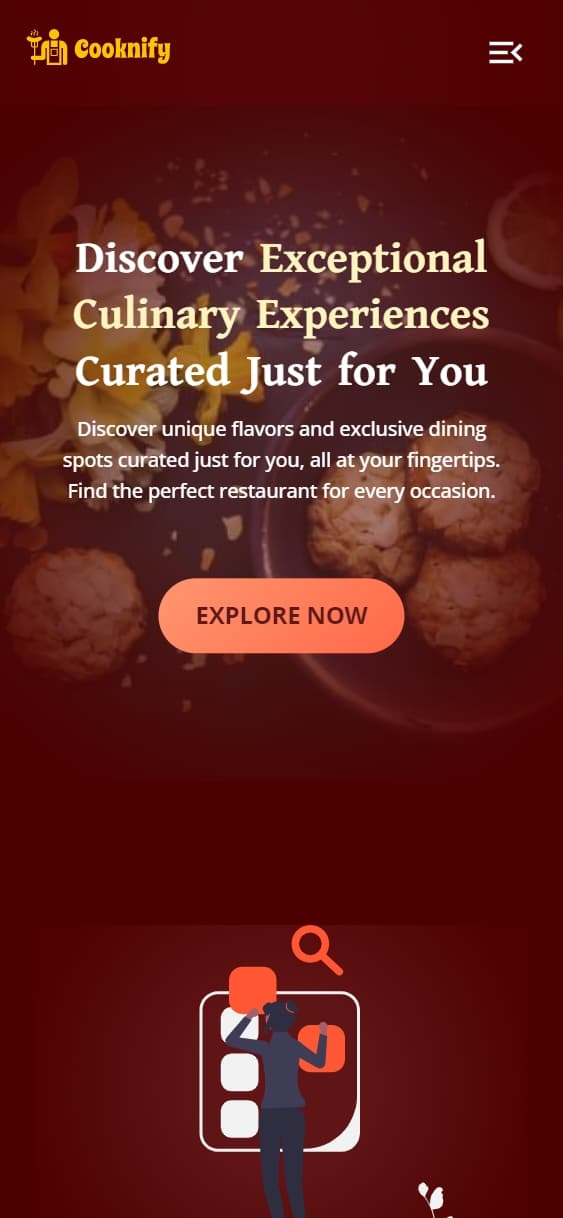 Cooknify
Discover Exceptional
Culinary Experiences
Curated Just for You
Discover unique flavors and exclusive dining
spots curated just for you, all at your fingertips.
Find the perfect restaurant for every occasion.
EXPLORE NOW